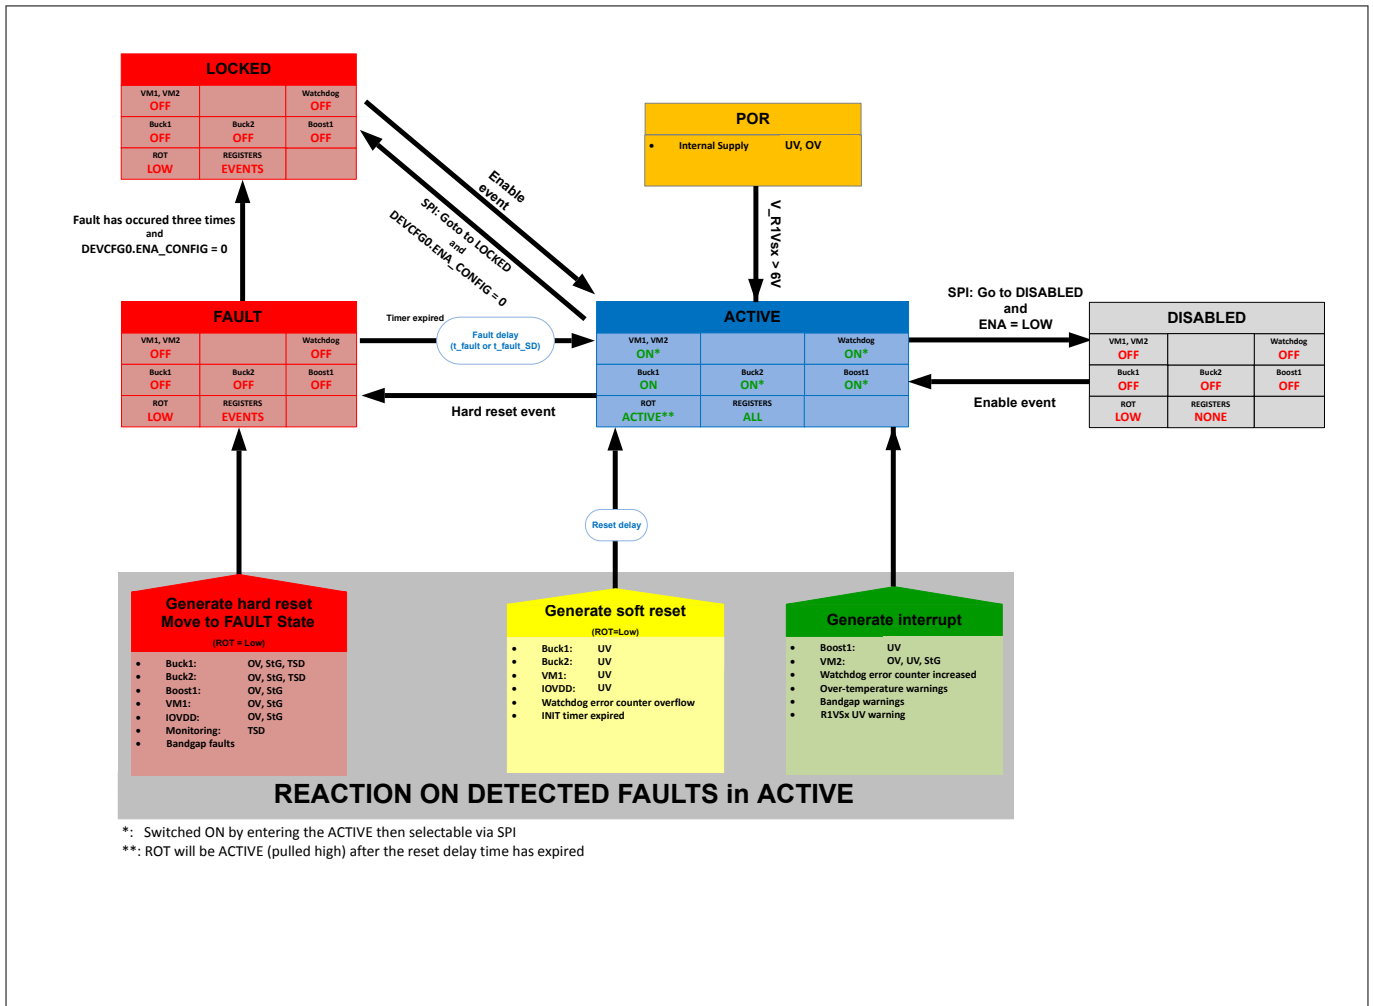 LOCKED
VM1, VM2
OFF
Watchdog
OFF
Buck1
OFF
Buck2
OFF
Boost1
OFF
ROT
LOW
REGISTERS
EVENTS
POR
• Internal Supply UV, OV
Enable
event
SPI: Goto to LOCKED
and
DEVCFG0.ENA_CONFIG = 0
V_R1Vsx > 6V
Fault has occured three times
and
DEVCFG0.ENA_CONFIG = 0
FAULT
VM1, VM2
OFF
Watchdog
OFF
Buck1
OFF
Buck2
OFF
Boost1
OFF
ROT
LOW
REGISTERS
EVENTS
Timer expired
Fault delay
(t_fault or t_fault_SD)
Hard reset event
ACTIVE
VM1, VM2
ON*
Watchdog
ON*
Buck1
ON
Buck2
ON*
Boost1
ON*
ROT
ACTIVE**
REGISTERS
ALL
SPI: Go to DISABLED
and
ENA = LOW
Enable event
DISABLED
VM1, VM2
OFF
Watchdog
OFF
Buck1
OFF
Buck2
OFF
Boost1
OFF
ROT
LOW
REGISTERS
NONE
Reset delay
Generate hard reset
Move to FAULT State
(ROT = Low)
• Buck1: OV, StG, TSD
• Buck2: OV, StG, TSD
• Boost1: OV, StG
• VM1: OV, StG
• IOVDD: OV, StG
• Monitoring: TSD
• Bandgap faults
Generate soft reset
(ROT=Low)
• Buck1: UV
• Buck2: UV
• VM1: UV
• IOVDD: UV
• Watchdog error counter overflow
• INIT timer expired
Generate interrupt
• Boost1: UV
• VM2: OV, UV, StG
• Watchdog error counter increased
• Over-temperature warnings
• Bandgap warnings
• R1VSx UV warning
REACTION ON DETECTED FAULTS in ACTIVE
*: Switched ON by entering the ACTIVE then selectable via SPI
**: ROT will be ACTIVE (pulled high) after the reset delay time has expired